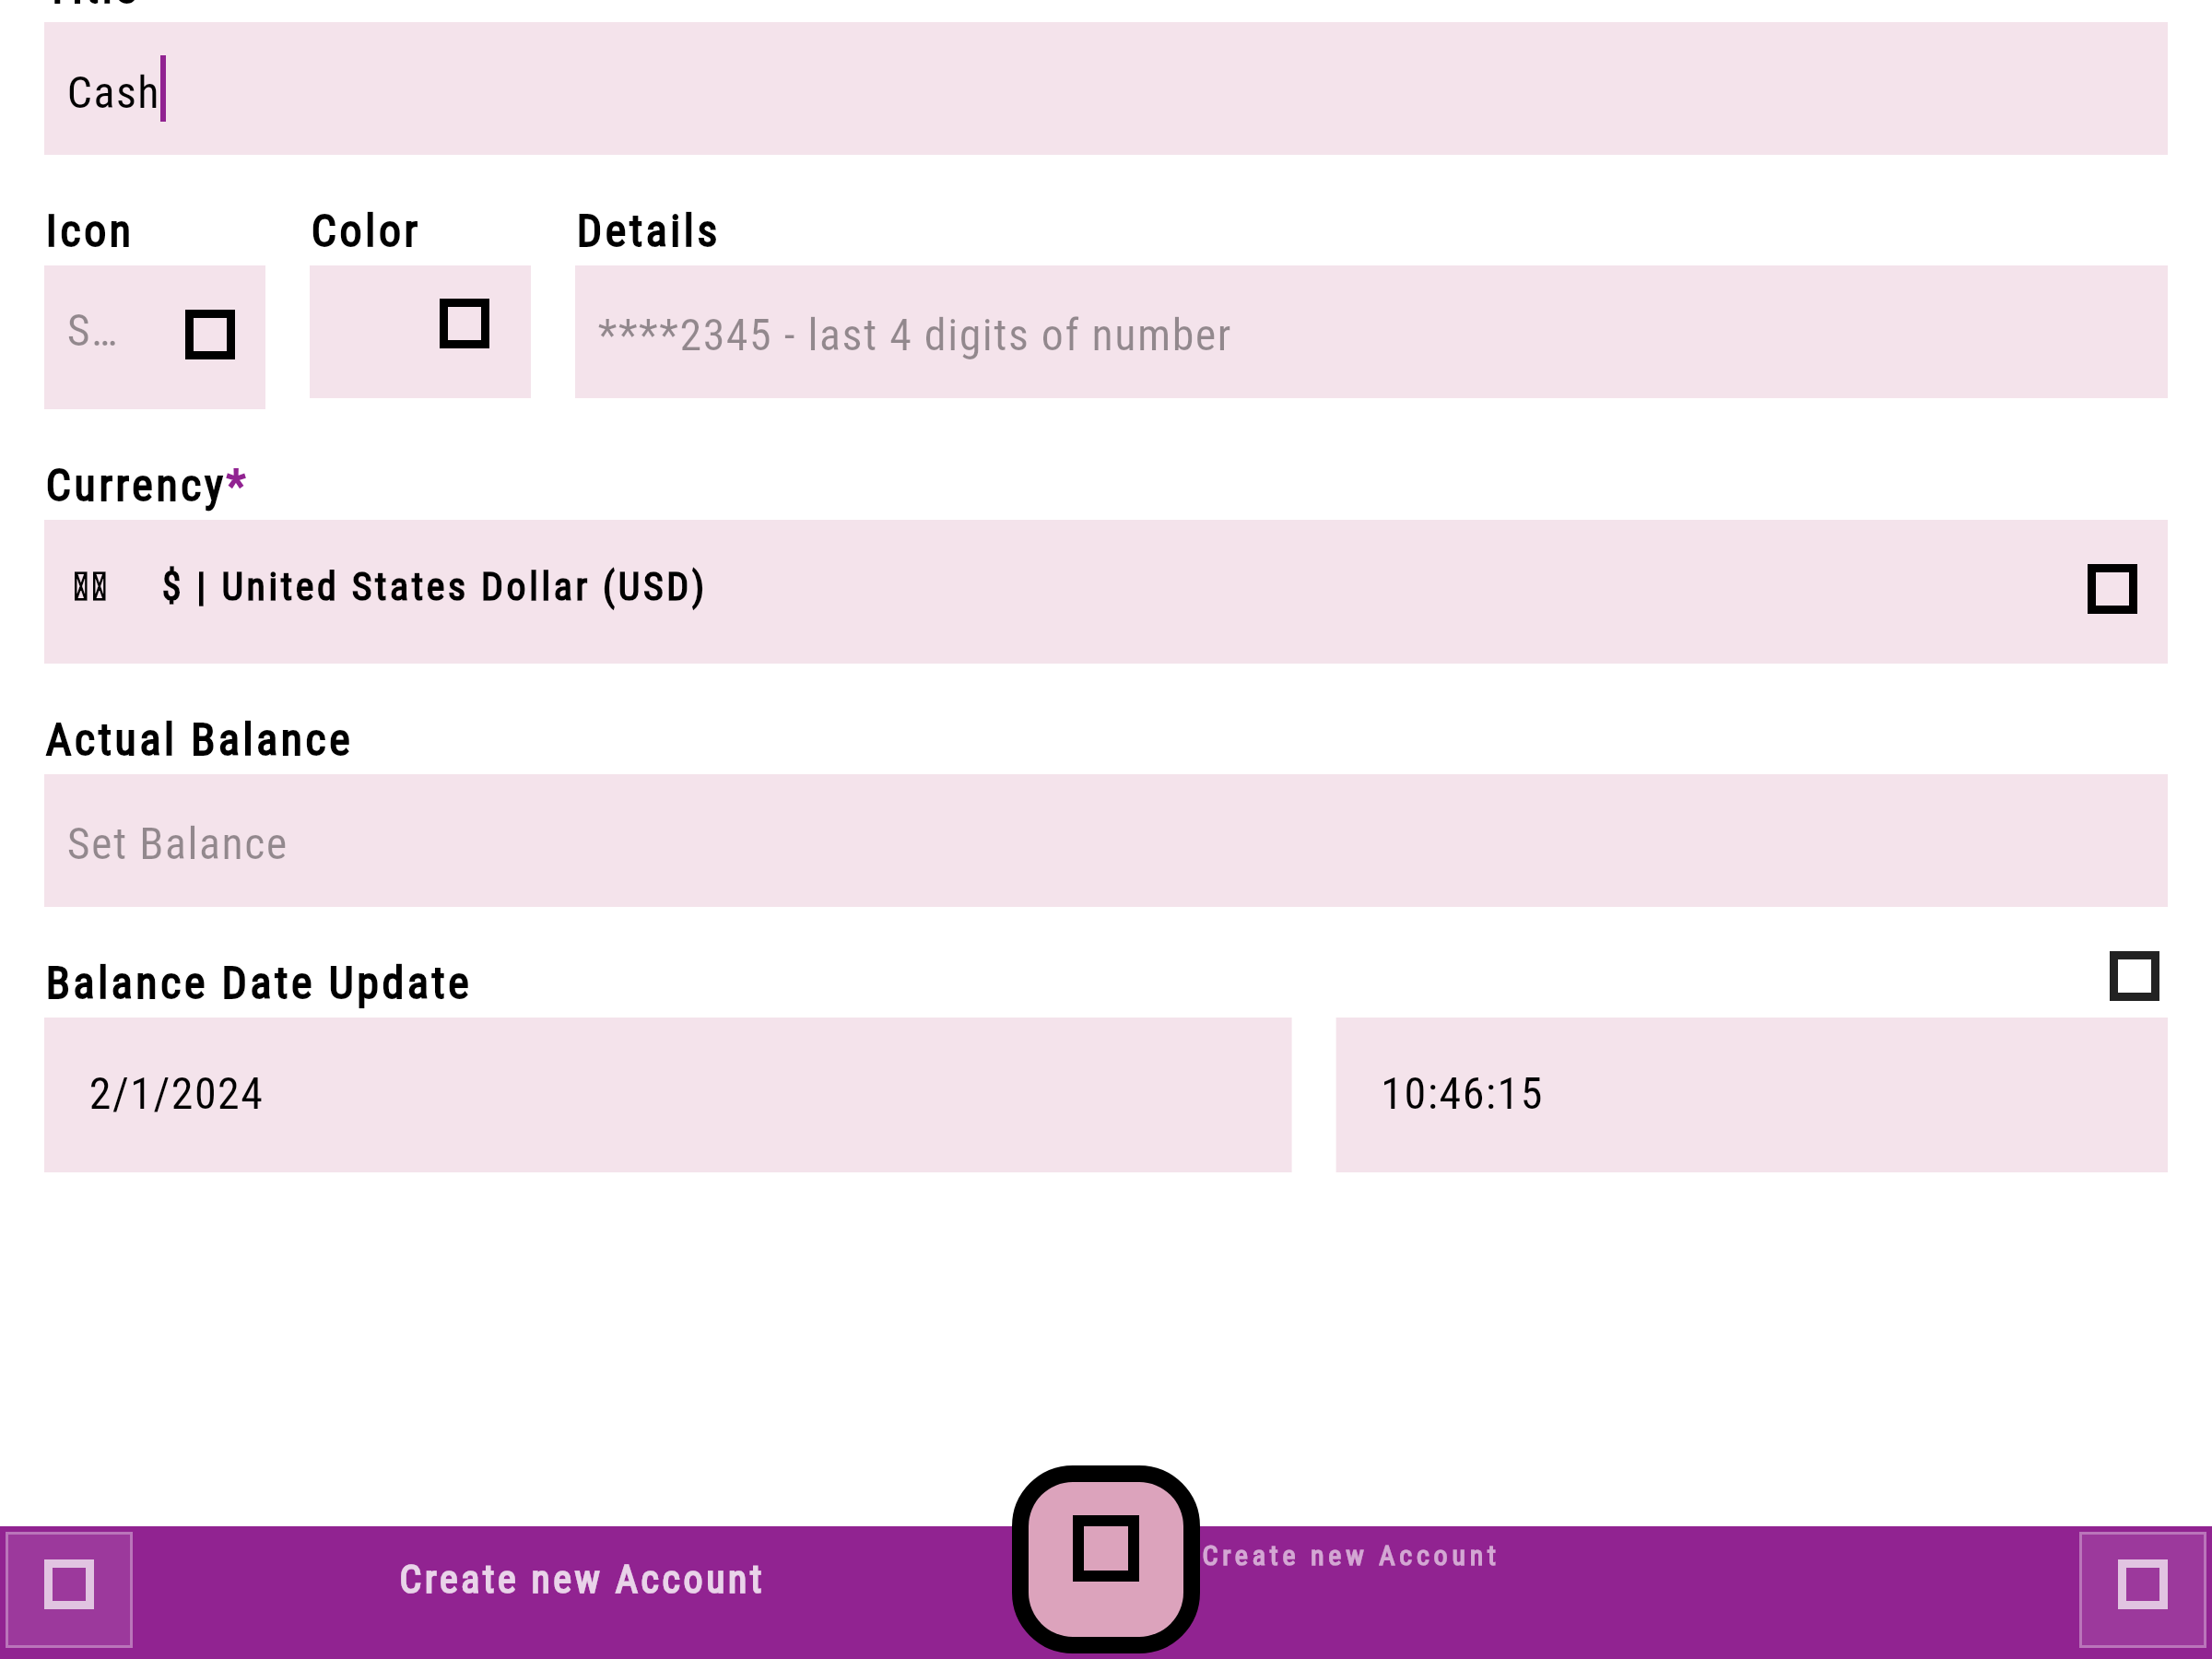 Title
Cash
Icon Color Details
S… ****2345 - last 4 digits of number
Currency*
$ | United States Dollar (USD)
Actual Balance
Set Balance
Balance Date Update
2/1/2024 10:46:15
Create new Account Create new Account